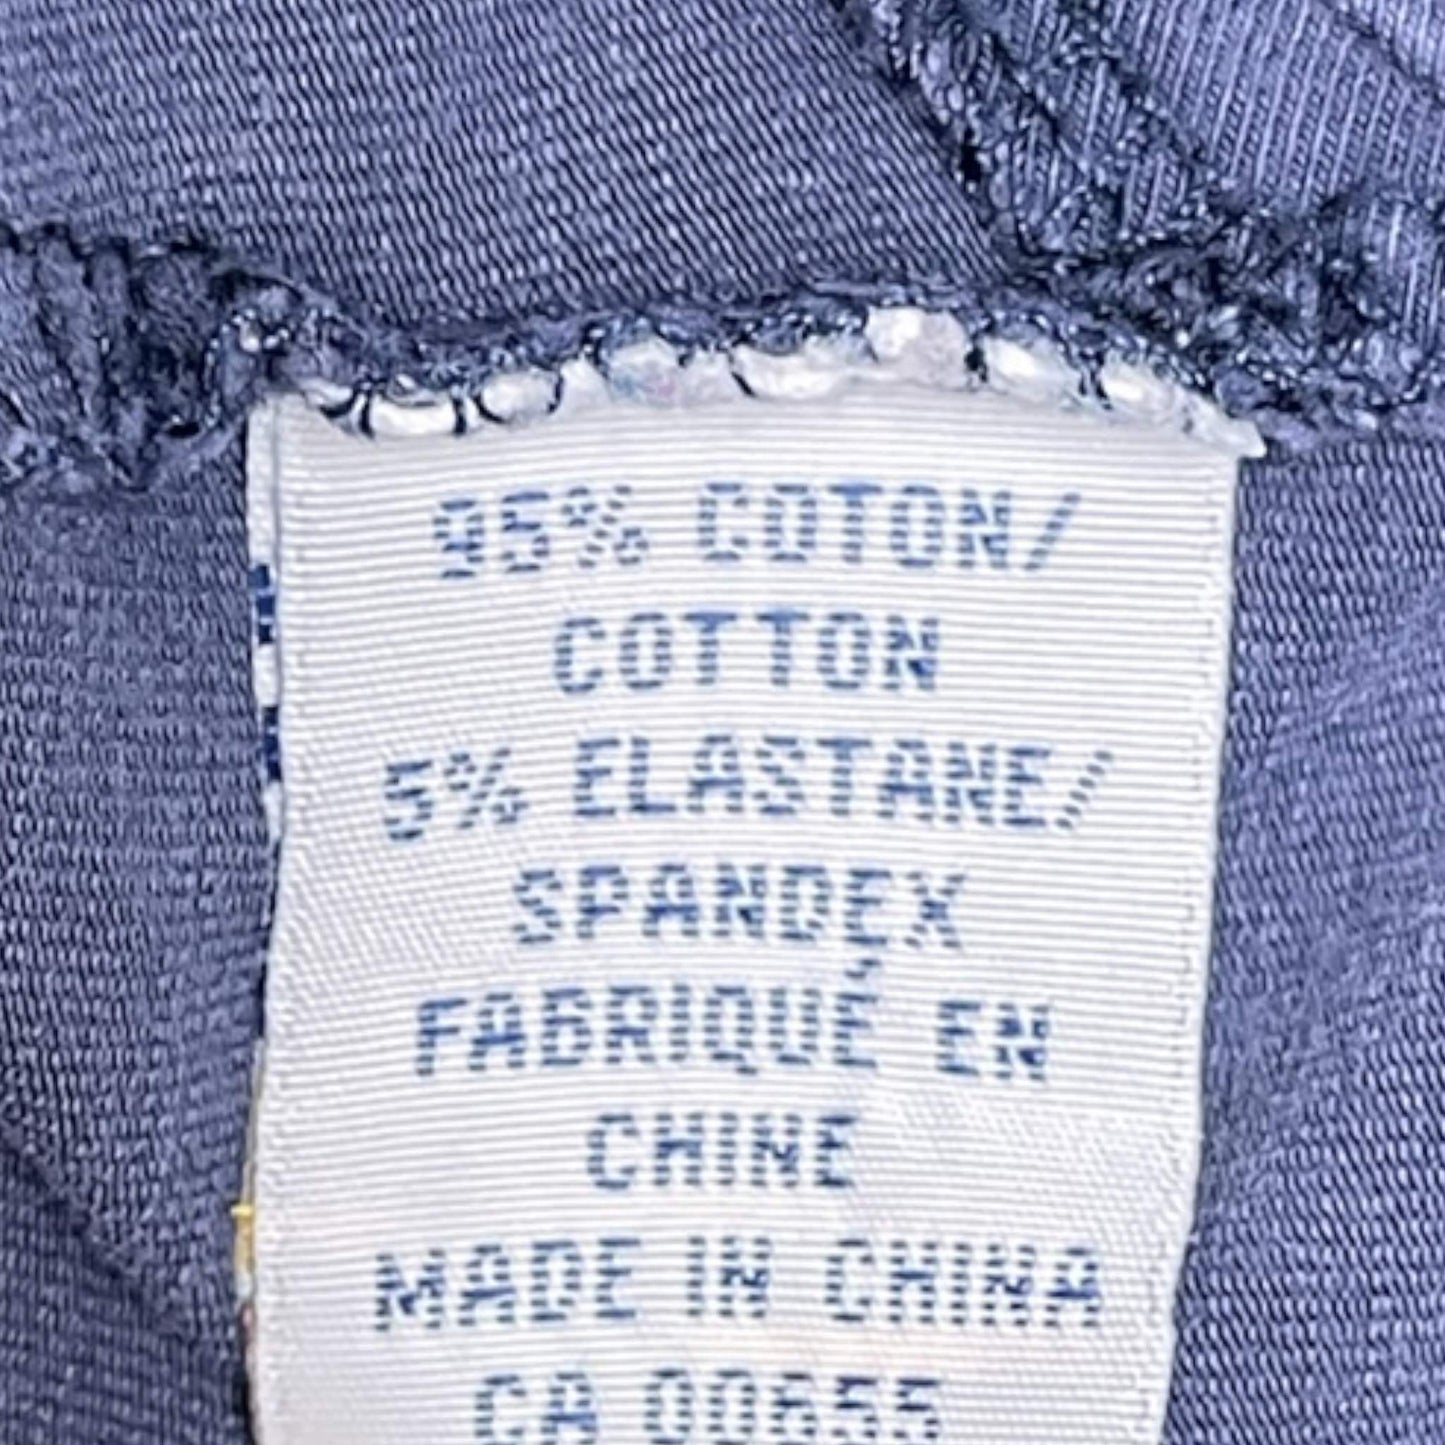 95% COTON/
COTTON
5% ELASTANE/
SPANDEX
FABRIQUÉ EN
CHINE
MADE IN CHINA
CA 00655